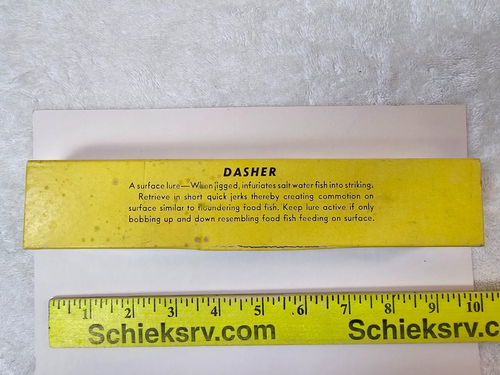 DASHER
A surface lure—When jigged, infuriates salt water fish into striking.
Retrieve in short quick jerks thereby creating commotion on
surface similar to floundering food fish. Keep lure active if only
bobbing up and down resembling food fish feeding on surface.
1 2 3 4 5 6 7 8 9 10
Schieksrv.com Schieksrv.c